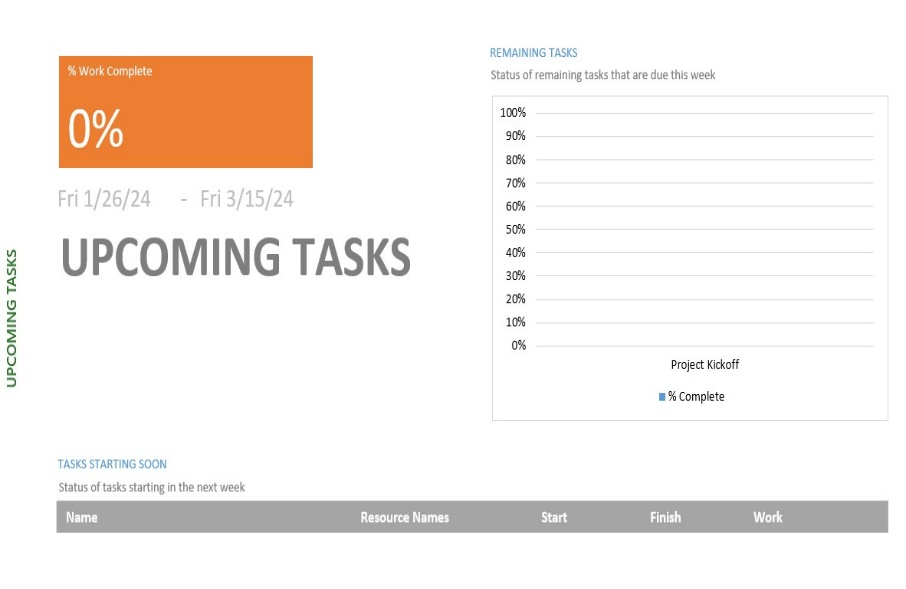 UPCOMING TASKS
% Work Complete
0%
Fri 1/26/24 - Fri 3/15/24
UPCOMING TASKS
REMAINING TASKS
Status of remaining tasks that are due this week
100%
90%
80%
70%
60%
50%
40%
30%
20%
10%
0%
Project Kickoff
% Complete
TASKS STARTING SOON
Status of tasks starting in the next week
Name Resource Names Start Finish Work